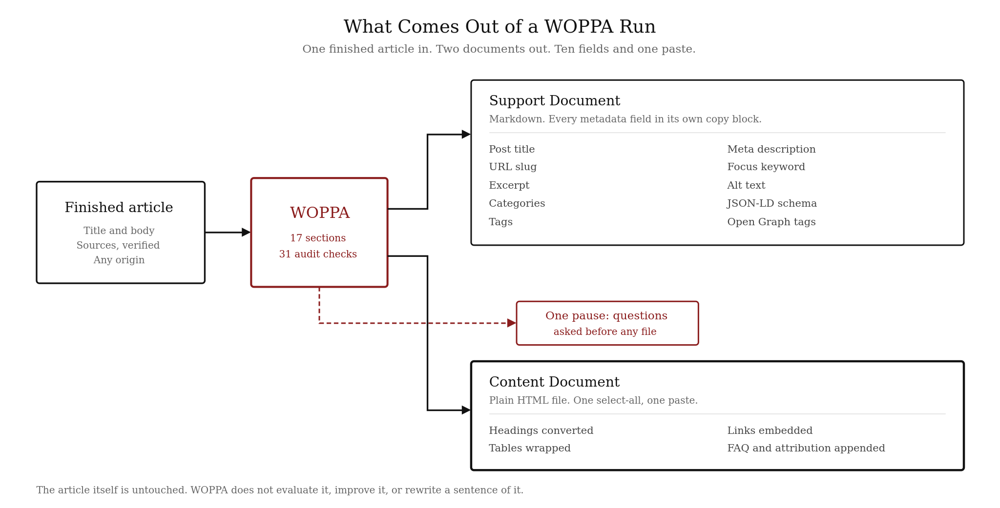 What Comes Out of a WOPPA Run
One finished article in. Two documents out. Ten fields and one paste.
Finished article
Title and body
Sources, verified
Any origin
WOPPA
17 sections
31 audit checks
Support Document
Markdown. Every metadata field in its own copy block.
Post title
URL slug
Excerpt
Categories
Tags
Meta description
Focus keyword
Alt text
JSON-LD schema
Open Graph tags
One pause: questions
asked before any file
Content Document
Plain HTML file. One select-all, one paste.
Headings converted
Tables wrapped
Links embedded
FAQ and attribution appended
The article itself is untouched. WOPPA does not evaluate it, improve it, or rewrite a sentence of it.